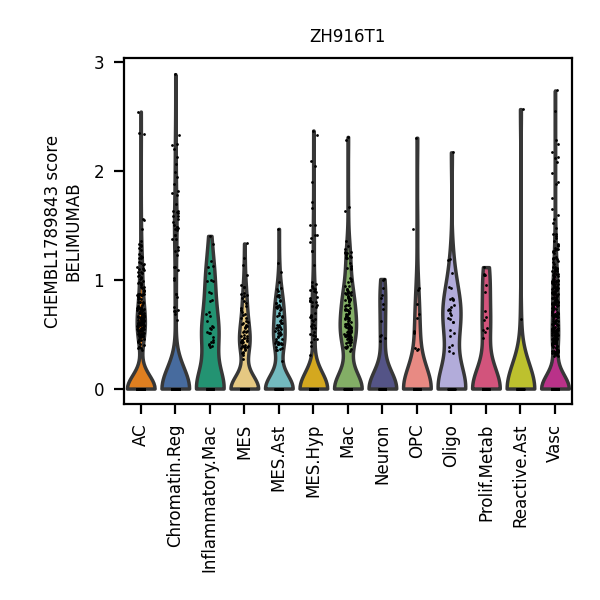 ZH916T1
CHEMBL1789843 score
BELIMUMAB
3
2
1
0
AC
Chromatin.Reg
Inflammatory.Mac
MES
MES.Ast
MES.Hyp
Mac
Neuron
OPC
Oligo
Prolif.Metab
Reactive.Ast
Vasc